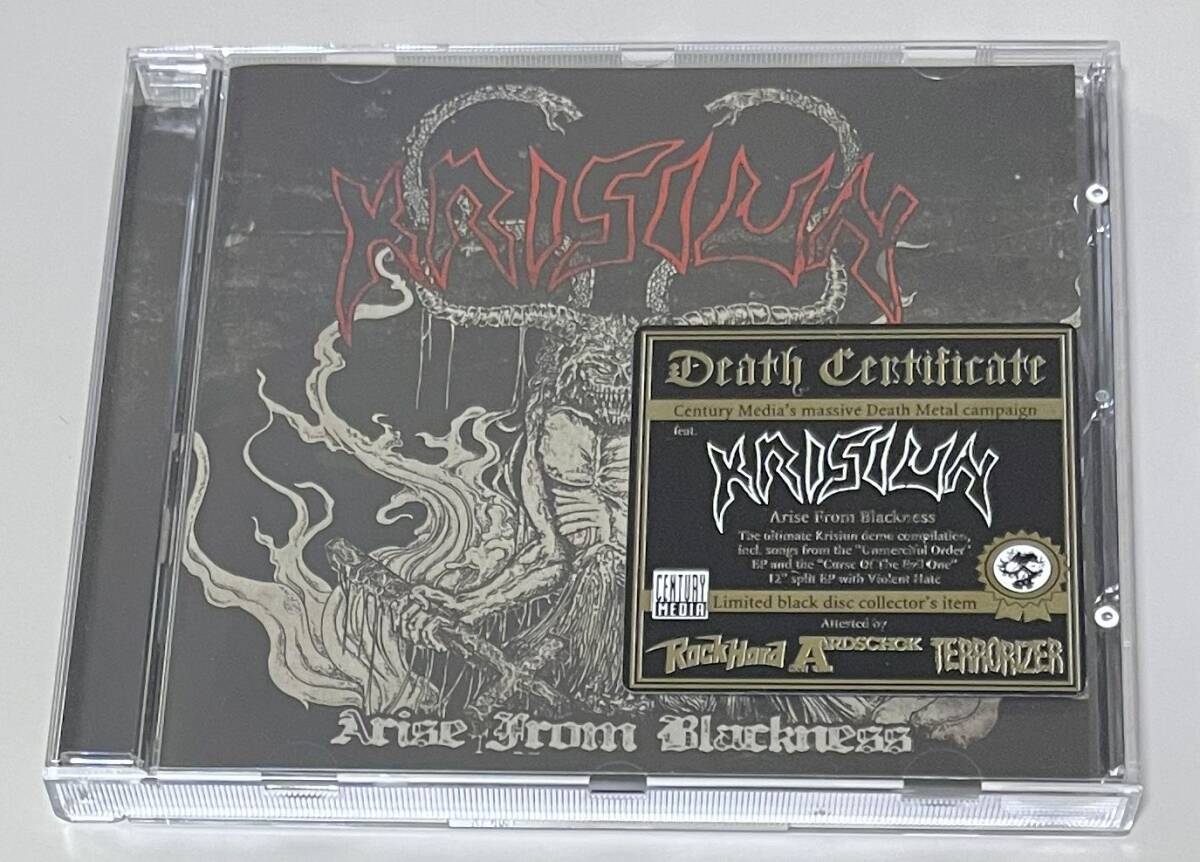 KRISIUN
Death Certificate
Century Media's massive Death Metal campaign
feat.
KRISIUN
Arise From Blackness
The ultimate Krisiun demo compilation,
incl. songs from the "Unmerciful Order"
EP and the "Curse Of The Evil One"
12" split EP with Violent Hate
CENTURY
MEDIA
Limited black disc collector's item
Attested by
RockHard AARDSCHOK TERRORIZER
Arise From Blackness